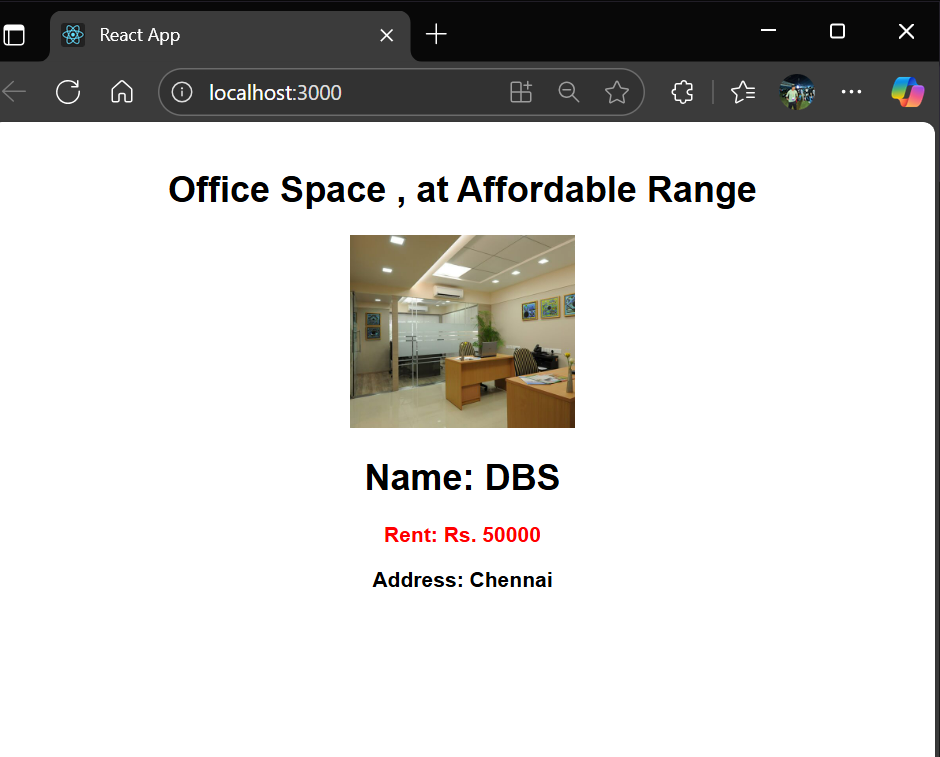 React App
localhost:3000
Office Space , at Affordable Range
Name: DBS
Rent: Rs. 50000
Address: Chennai